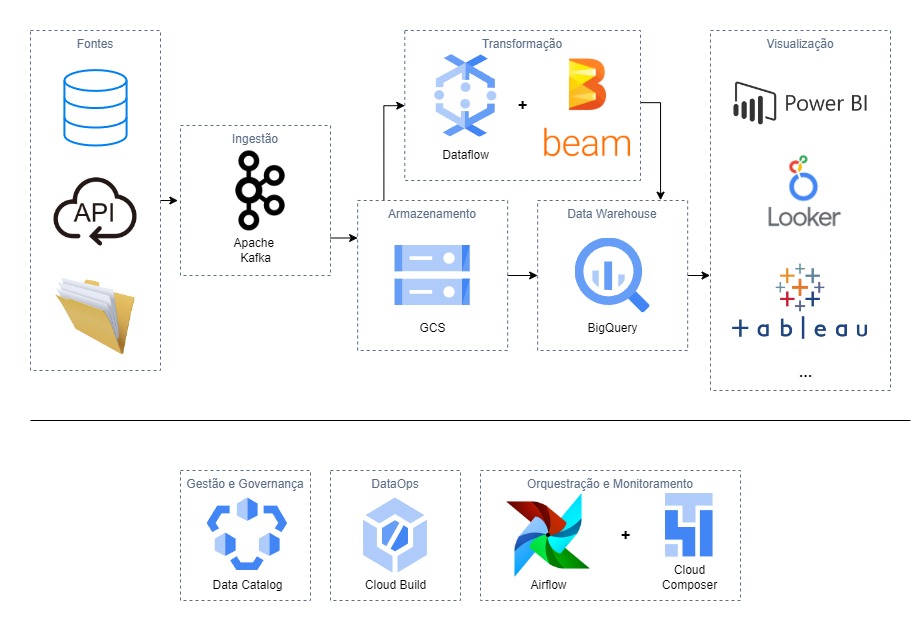 Fontes
API
Ingestão
Apache
Kafka
Transformação
Dataflow
+
beam
Armazenamento
GCS
Data Warehouse
BigQuery
Visualização
Power BI
Looker
+ a b l e a u
...
Gestão e Governança
Data Catalog
DataOps
Cloud Build
Orquestração e Monitoramento
Airflow
+
Cloud
Composer